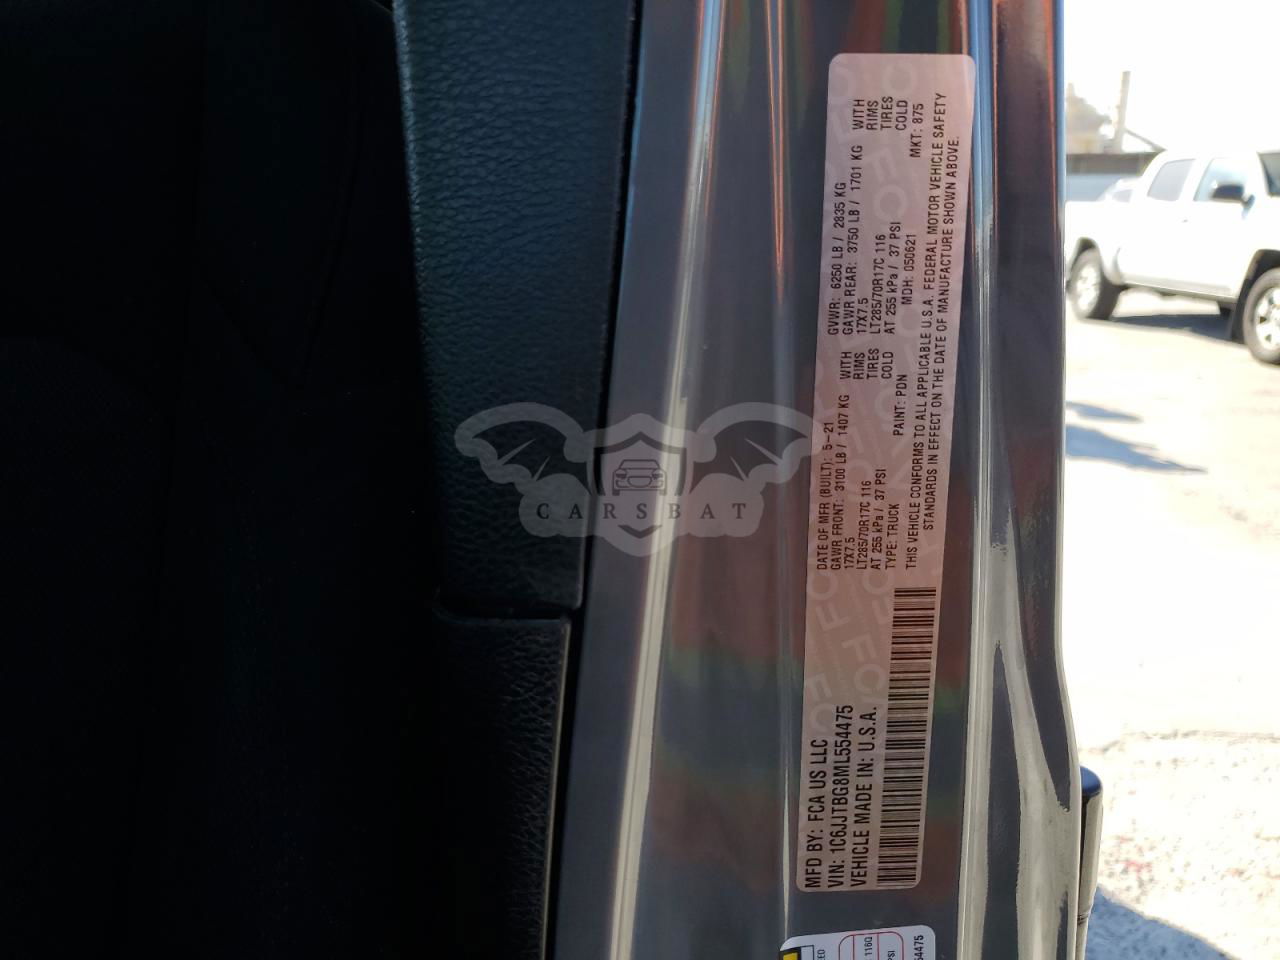 MFD BY: FCA US LLC
VIN: 1C6JJTBG8ML554475
VEHICLE MADE IN: U.S.A.
DATE OF MFR (BUILT): 5-21 GVWR: 6250 LB / 2835 KG
GAWR FRONT: 3100 LB / 1407 KG WITH GAWR REAR: 3750 LB / 1701 KG WITH
17X7.5 RIMS 17X7.5 RIMS
LT285/70R17C 116 TIRES LT285/70R17C 116 TIRES
AT 255 kPa / 37 PSI COLD AT 255 kPa / 37 PSI COLD
TYPE: TRUCK PAINT: PDN MDH: 050621 MKT: 875
THIS VEHICLE CONFORMS TO ALL APPLICABLE U.S.A. FEDERAL MOTOR VEHICLE SAFETY
STANDARDS IN EFFECT ON THE DATE OF MANUFACTURE SHOWN ABOVE.
CARSBAT
116Q
PSI
54475